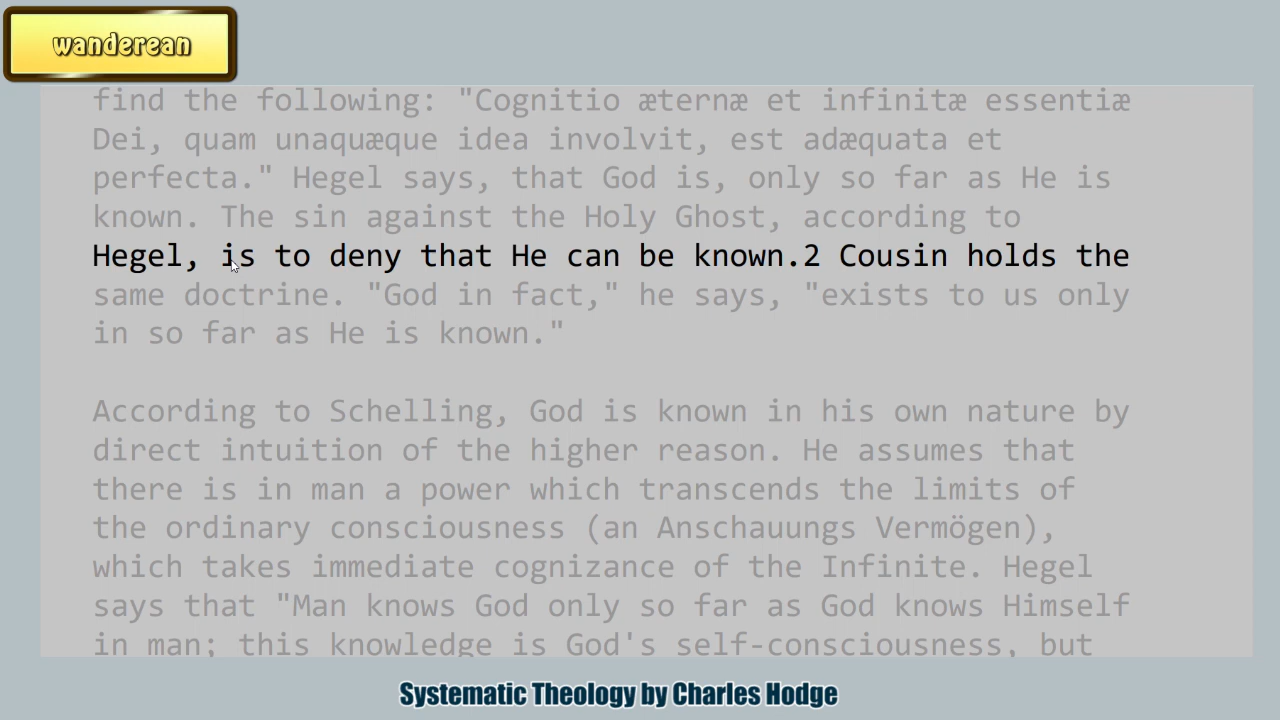 wanderean
find the following: "Cognitio æternæ et infinitæ essentiæ
Dei, quam unaquæque idea involvit, est adæquata et
perfecta." Hegel says, that God is, only so far as He is
known. The sin against the Holy Ghost, according to
Hegel, is to deny that He can be known.2 Cousin holds the
same doctrine. "God in fact," he says, "exists to us only
in so far as He is known."
According to Schelling, God is known in his own nature by
direct intuition of the higher reason. He assumes that
there is in man a power which transcends the limits of
the ordinary consciousness (an Anschauungs Vermögen),
which takes immediate cognizance of the Infinite. Hegel
says that "Man knows God only so far as God knows Himself
in man; this knowledge is God's self-consciousness, but
Systematic Theology by Charles Hodge